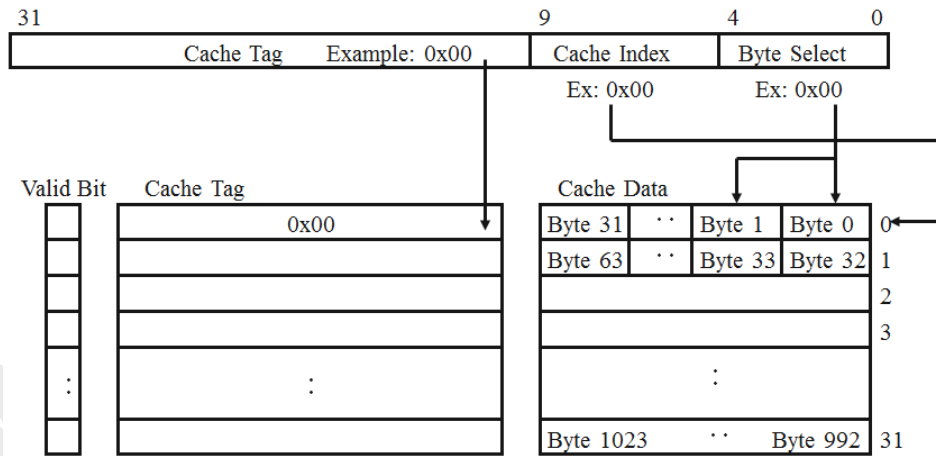 31 9 4 0
Cache Tag Example: 0x00 Cache Index Byte Select
Ex: 0x00 Ex: 0x00
Valid Bit Cache Tag Cache Data
0x00 Byte 31 ·· Byte 1 Byte 0 0
Byte 63 ·· Byte 33 Byte 32 1
2
3
: : :
Byte 1023 ·· Byte 992 31